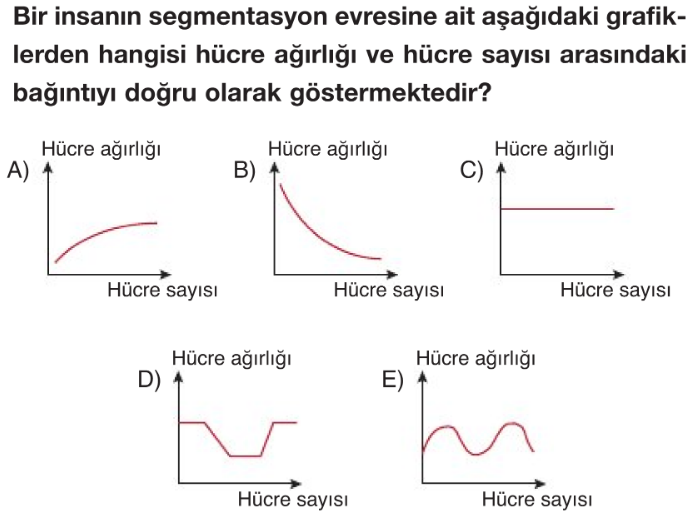 Bir insanın segmentasyon evresine ait aşağıdaki grafik-
lerden hangisi hücre ağırlığı ve hücre sayısı arasındaki
bağıntıyı doğru olarak göstermektedir?
A) Hücre ağırlığı
Hücre sayısı
B) Hücre ağırlığı
Hücre sayısı
C) Hücre ağırlığı
Hücre sayısı
D) Hücre ağırlığı
Hücre sayısı
E) Hücre ağırlığı
Hücre sayısı